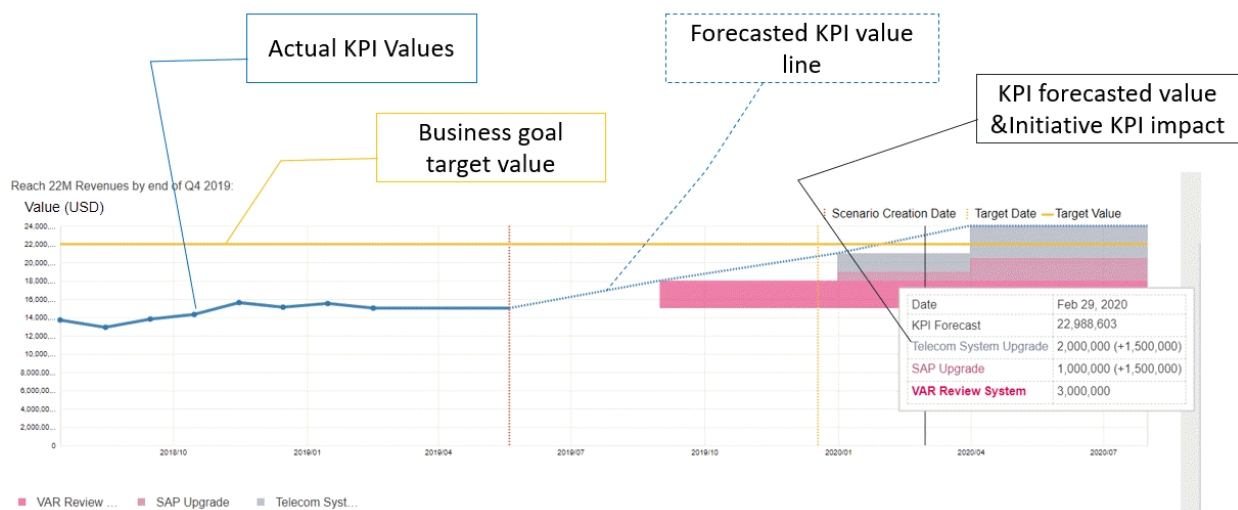 Actual KPI Values
Forecasted KPI value
line
KPI forecasted value
&Initiative KPI impact
Business goal
target value
Reach 22M Revenues by end of Q4 2019:
Value (USD)
Scenario Creation Date
Target Date
Target Value
24,000,...
22,000,...
20,000,...
18,000,...
16,000,...
14,000,...
12,000,...
10,000,...
8,000.00...
6,000.00...
4,000.00...
2,000.00...
0
2018/10
2019/01
2019/04
2019/07
2019/10
2020/01
2020/04
2020/07
Date Feb 29, 2020
KPI Forecast 22,988,603
Telecom System Upgrade 2,000,000 (+1,500,000)
SAP Upgrade 1,000,000 (+1,500,000)
VAR Review System 3,000,000
VAR Review ...
SAP Upgrade
Telecom Syst...